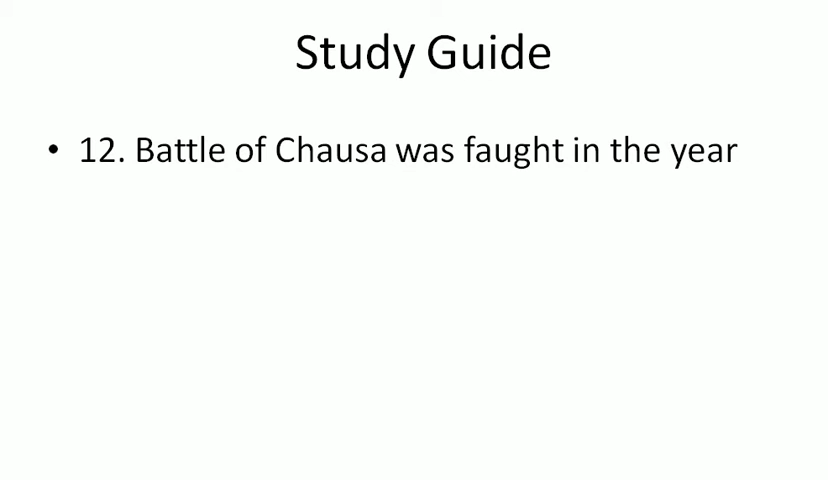 Study Guide
• 12. Battle of Chausa was faught in the year